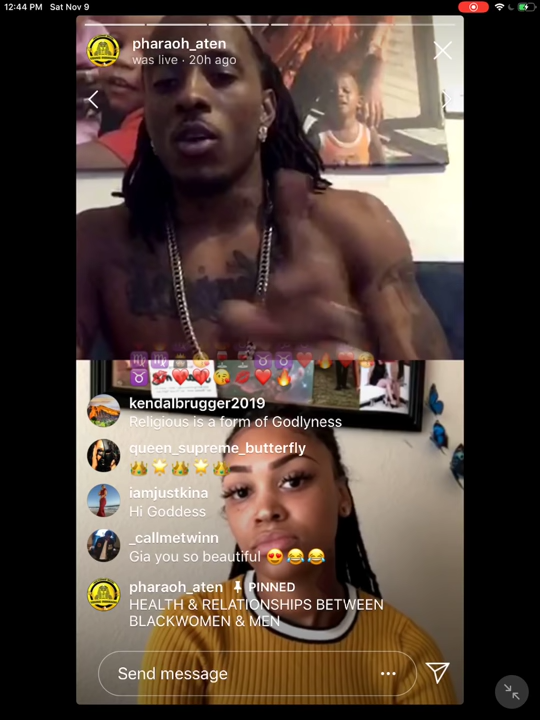 12:44 PM Sat Nov 9
pharaoh_aten
was live · 20h ago
kendalbrugger2019
Religious is a form of Godlyness
queen_supreme_butterfly
👑⭐👑⭐👑
iamjustkina
Hi Goddess
_callmetwinn
Gia you so beautiful 😍😂😂
pharaoh_aten PINNED
HEALTH & RELATIONSHIPS BETWEEN
BLACKWOMEN & MEN
Send message